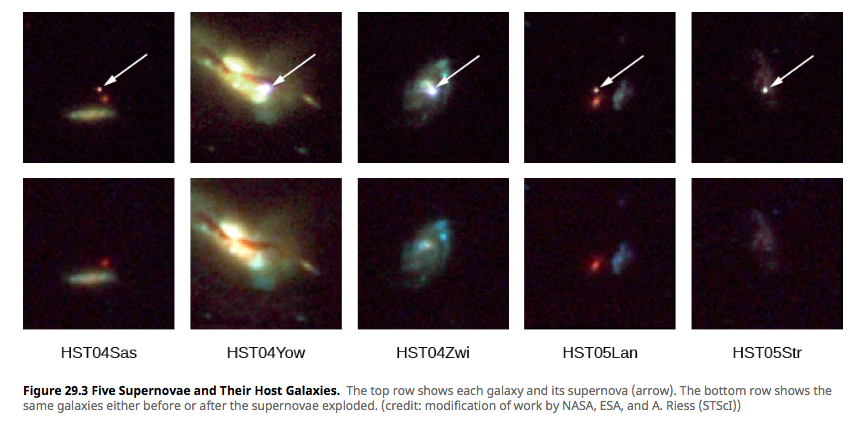 HST04Sas
HST04Yow
HST04Zwi
HST05Lan
HST05Str
Figure 29.3 Five Supernovae and Their Host Galaxies. The top row shows each galaxy and its supernova (arrow). The bottom row shows the
same galaxies either before or after the supernovae exploded. (credit: modification of work by NASA, ESA, and A. Riess (STScI))